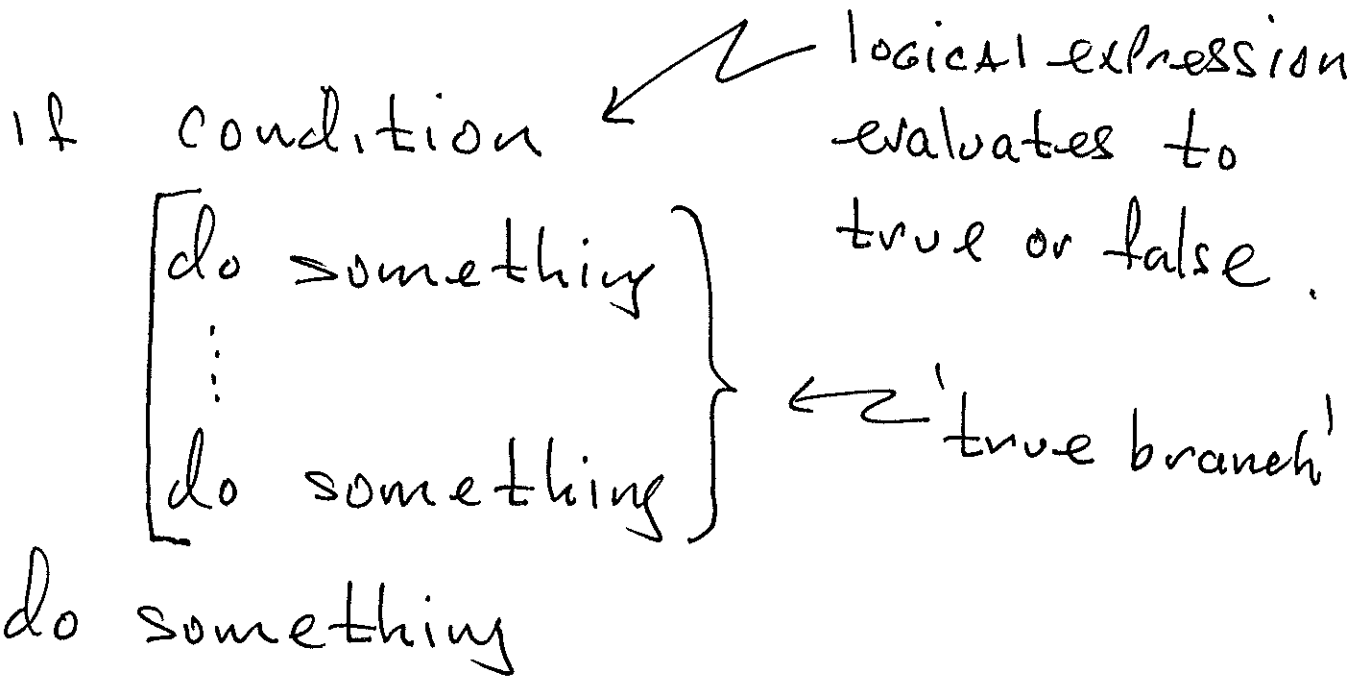 if condition
do something
⋮
do something
do something
logical expression
evaluates to
true or false.
'true branch'